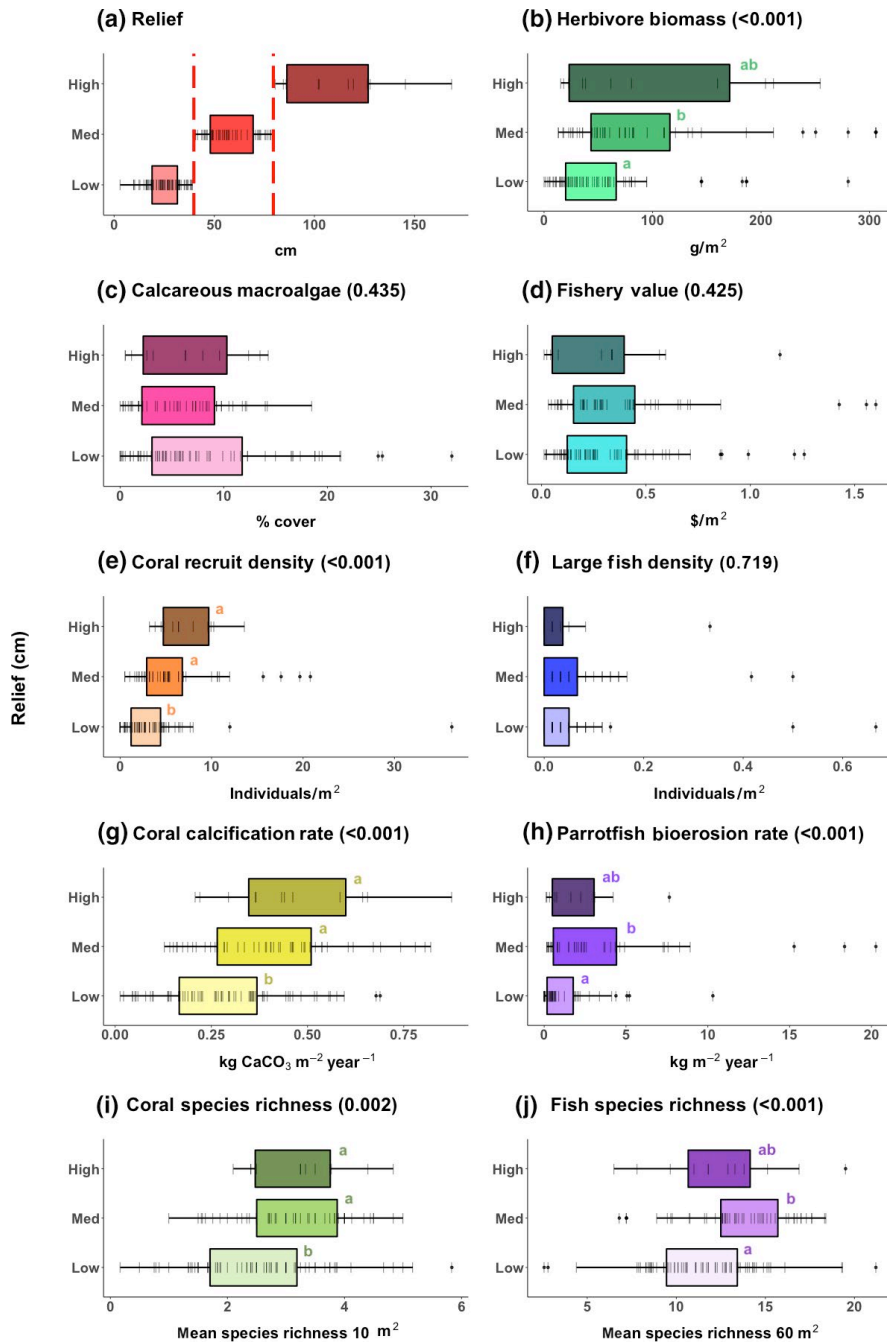 (a) Relief
High
Med
Low
0 50 100 150
cm
(b) Herbivore biomass (<0.001)
High ab
Med b
Low a
0 100 200 300
g/m²
(c) Calcareous macroalgae (0.435)
High
Med
Low
0 10 20 30
% cover
(d) Fishery value (0.425)
High
Med
Low
0.0 0.5 1.0 1.5
$/m²
Relief (cm)
(e) Coral recruit density (<0.001)
High a
Med a
Low b
0 10 20 30
Individuals/m²
(f) Large fish density (0.719)
High
Med
Low
0.0 0.2 0.4 0.6
Individuals/m²
(g) Coral calcification rate (<0.001)
High a
Med a
Low b
0.00 0.25 0.50 0.75
kg CaCO₃ m⁻² year⁻¹
(h) Parrotfish bioerosion rate (<0.001)
High ab
Med b
Low a
0 5 10 15 20
kg m⁻² year⁻¹
(i) Coral species richness (0.002)
High a
Med a
Low b
0 2 4 6
Mean species richness 10 m²
(j) Fish species richness (<0.001)
High ab
Med b
Low a
5 10 15 20
Mean species richness 60 m²